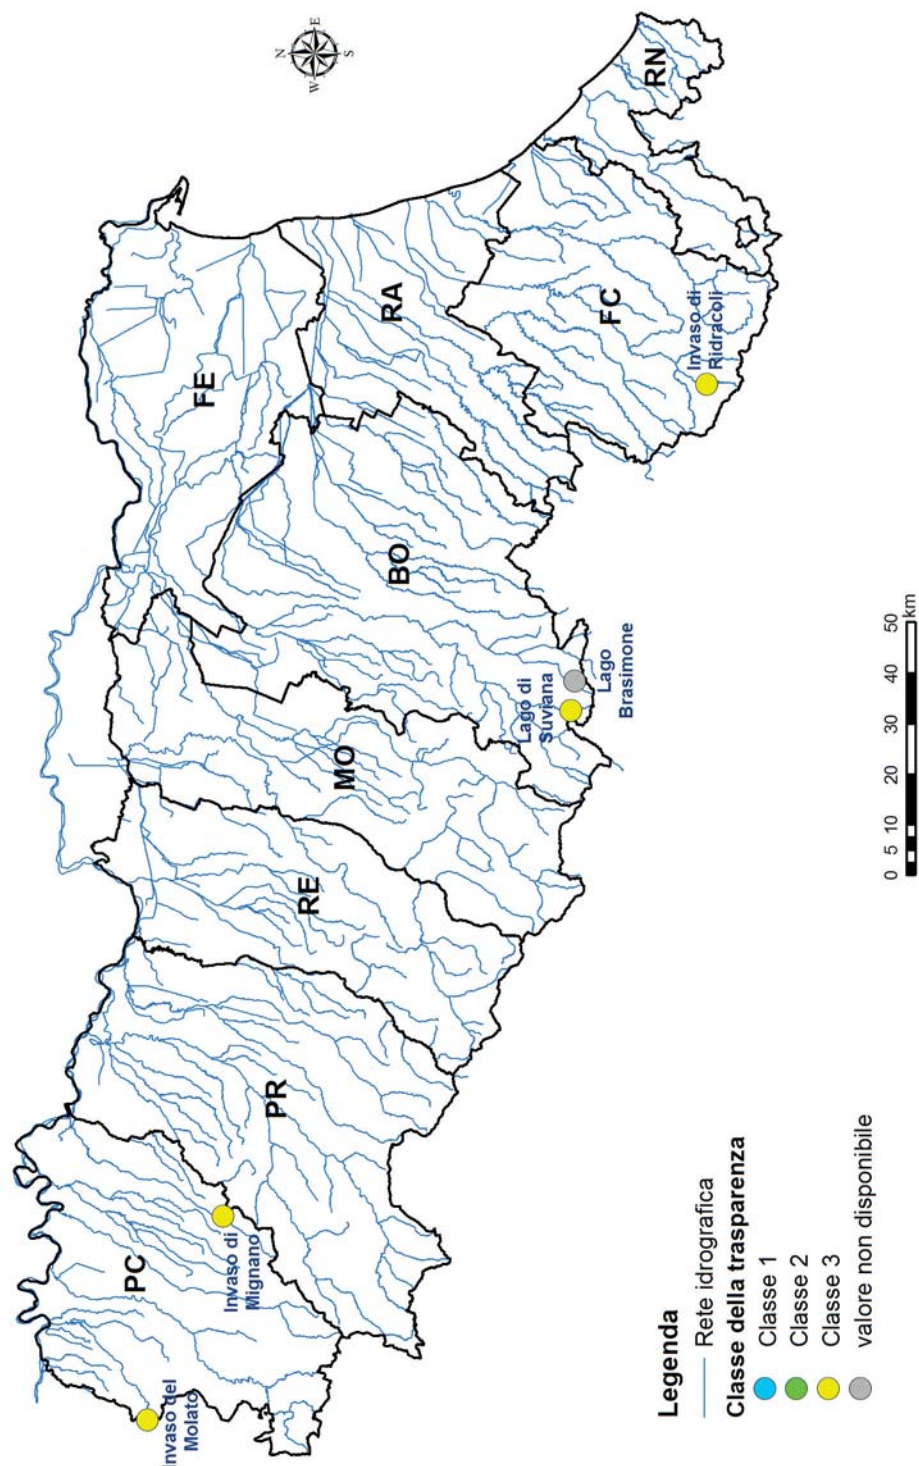 N
E
S
W
PC
PR
RE
MO
BO
FE
RA
FC
RN
Invaso del
Molato
Invaso di
Mignano
Lago di
Suviana
Lago
Brasimone
Invaso di
Ridracoli
Legenda
Rete idrografica
Classe della trasparenza
Classe 1
Classe 2
Classe 3
valore non disponibile
0 5 10 20 30 40 50
km